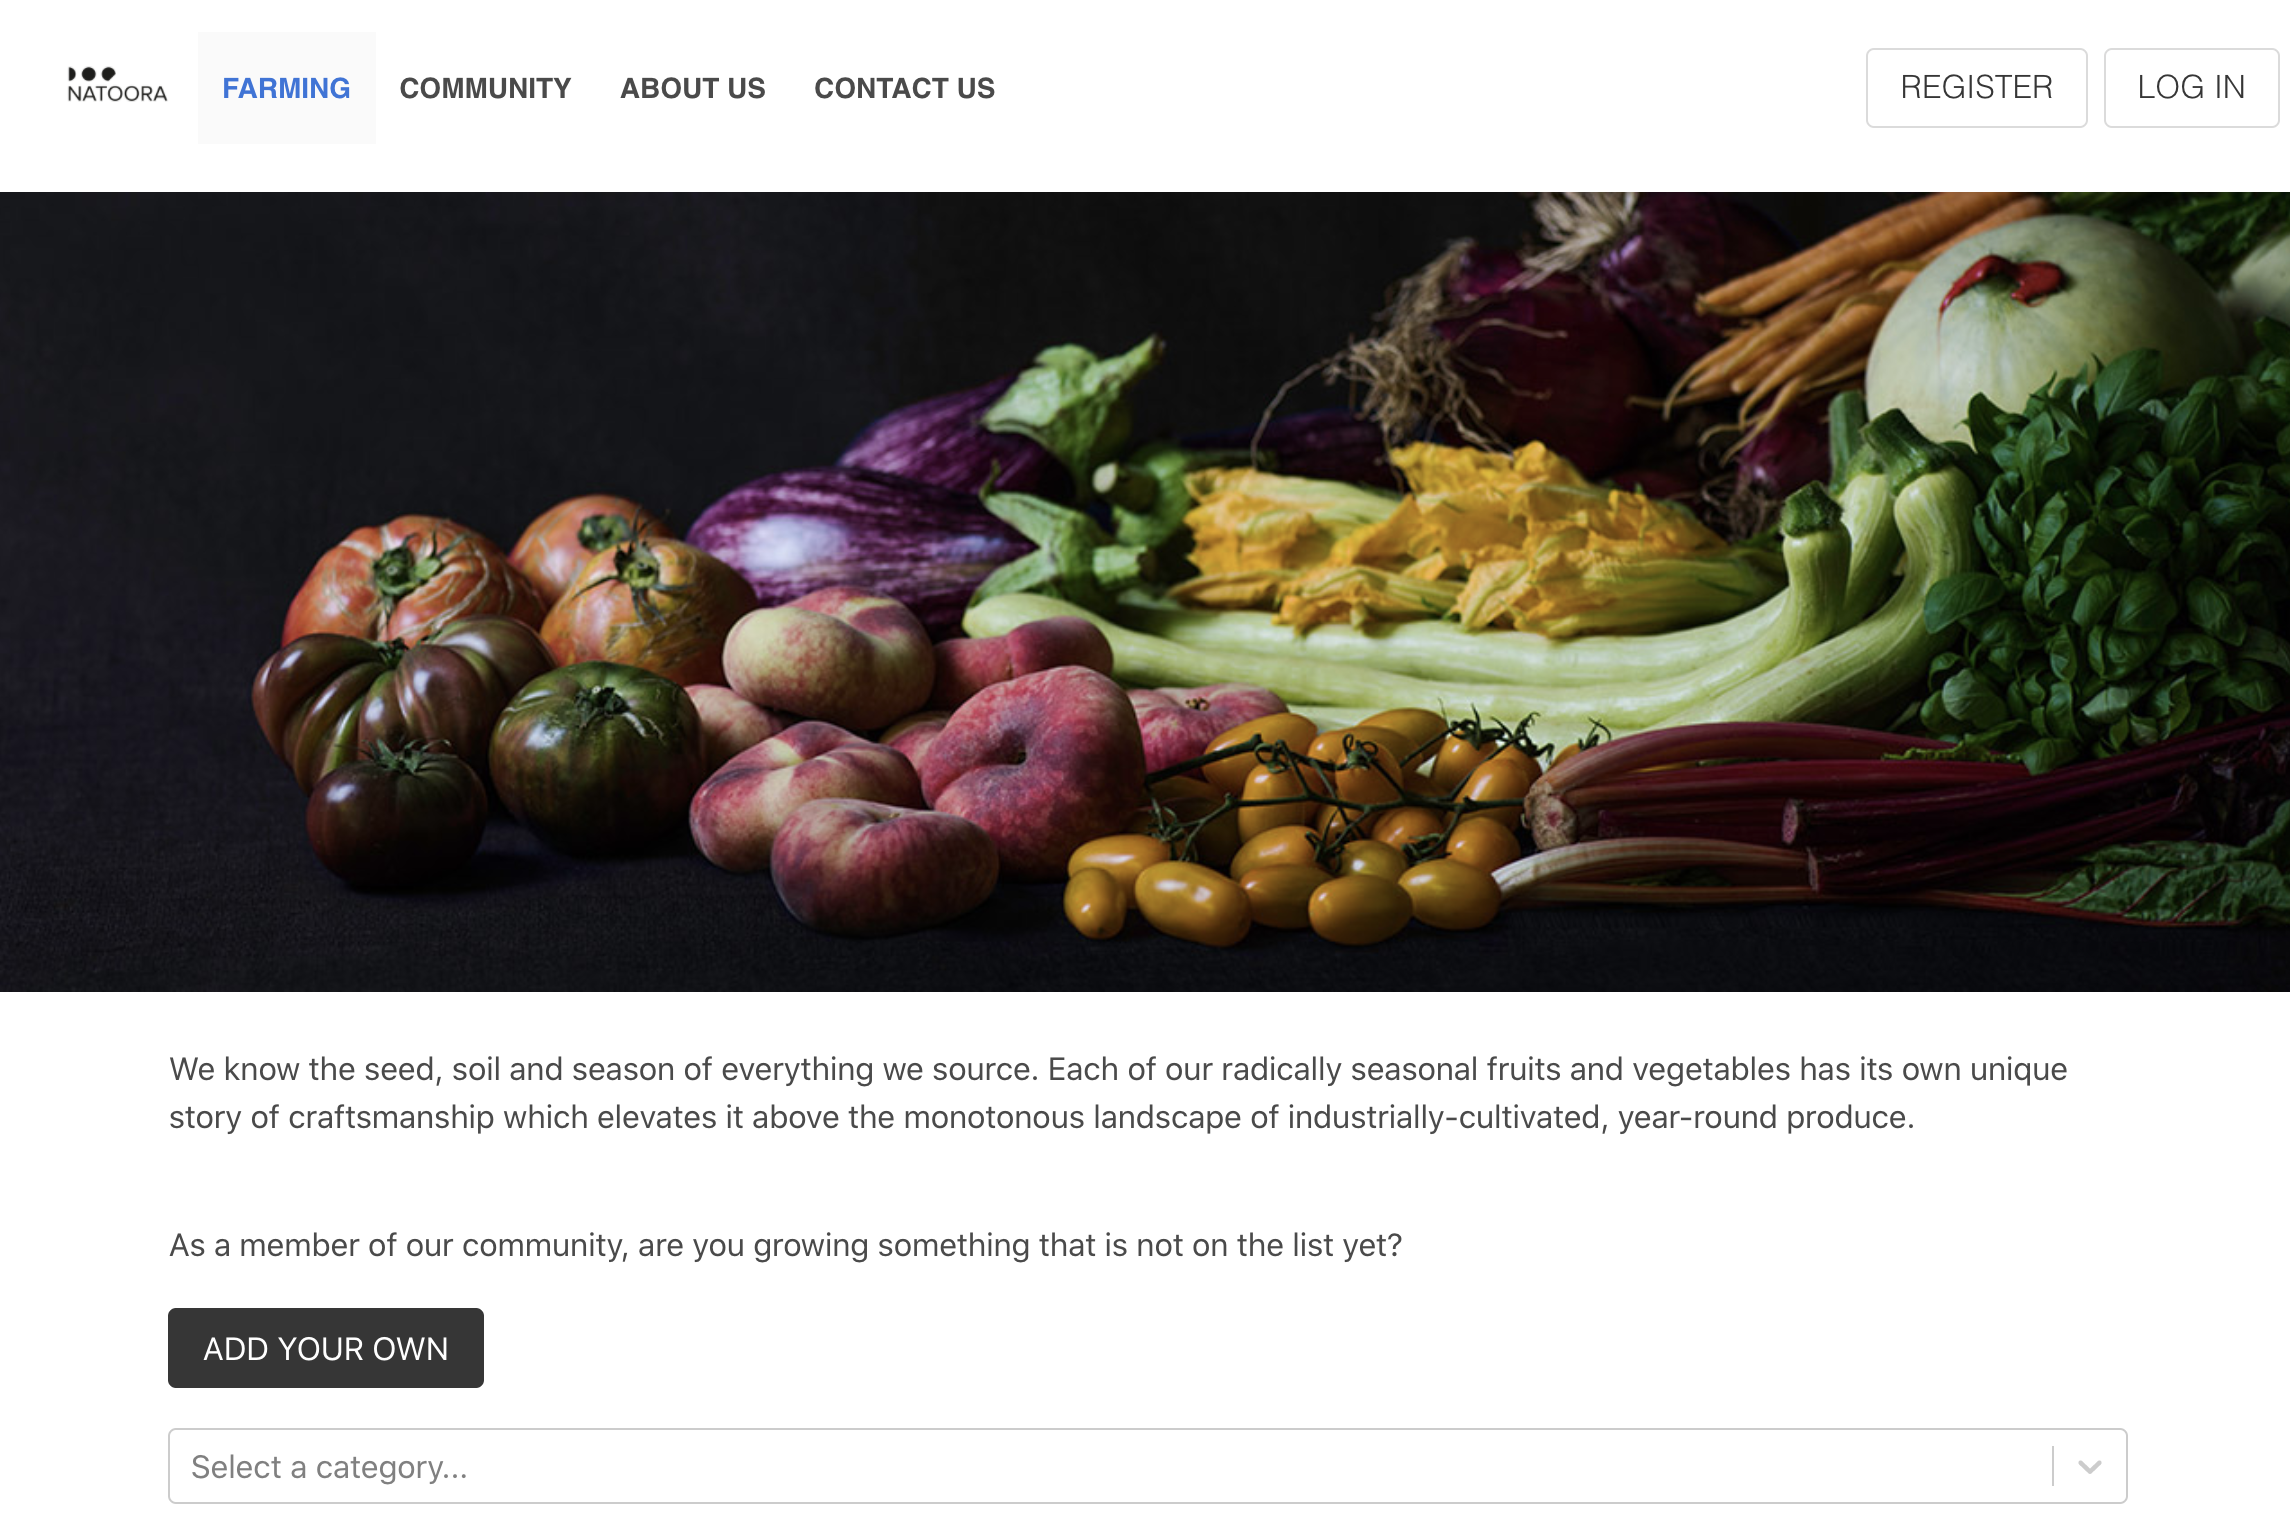 NATOORA
FARMING
COMMUNITY
ABOUT US
CONTACT US
REGISTER
LOG IN
We know the seed, soil and season of everything we source. Each of our radically seasonal fruits and vegetables has its own unique
story of craftsmanship which elevates it above the monotonous landscape of industrially-cultivated, year-round produce.
As a member of our community, are you growing something that is not on the list yet?
ADD YOUR OWN
Select a category...